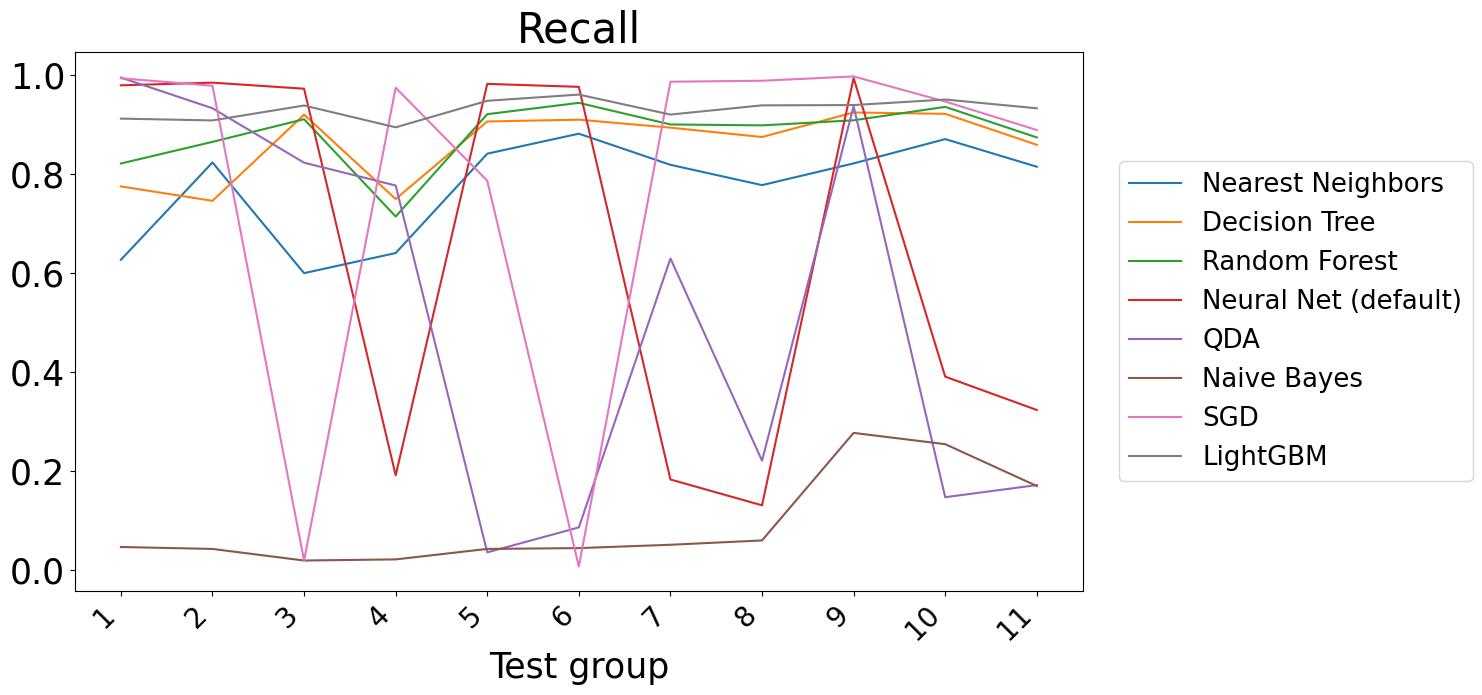 Recall
1.0
0.8
0.6
0.4
0.2
0.0
1
2
3
4
5
6
7
8
9
10
11
Test group
Nearest Neighbors
Decision Tree
Random Forest
Neural Net (default)
QDA
Naive Bayes
SGD
LightGBM